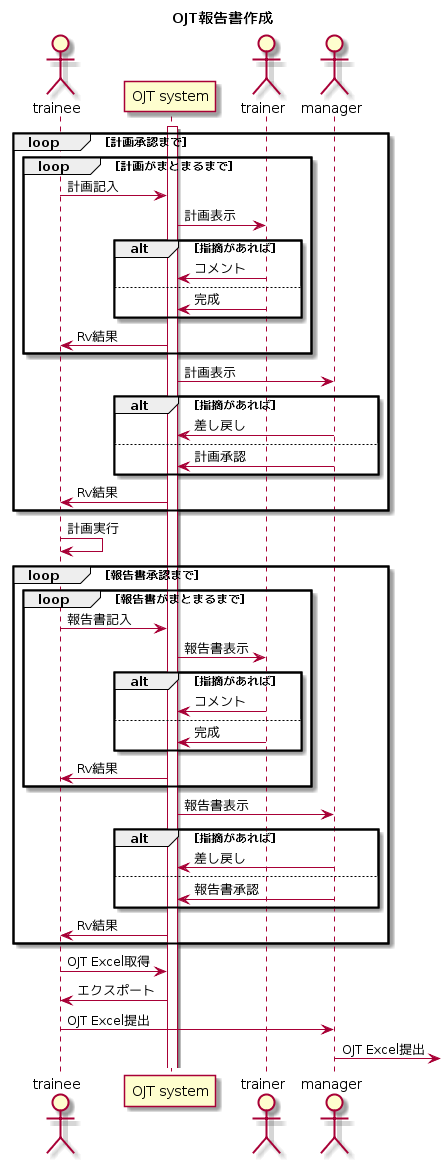 OJT報告書作成
trainee
OJT system
trainer
manager
loop [計画承認まで]
loop [計画がまとまるまで]
計画記入
計画表示
alt [指摘があれば]
コメント
完成
Rv結果
計画表示
alt [指摘があれば]
差し戻し
計画承認
Rv結果
計画実行
loop [報告書承認まで]
loop [報告書がまとまるまで]
報告書記入
報告書表示
alt [指摘があれば]
コメント
完成
Rv結果
報告書表示
alt [指摘があれば]
差し戻し
報告書承認
Rv結果
OJT Excel取得
エクスポート
OJT Excel提出
OJT Excel提出
trainee
OJT system
trainer
manager